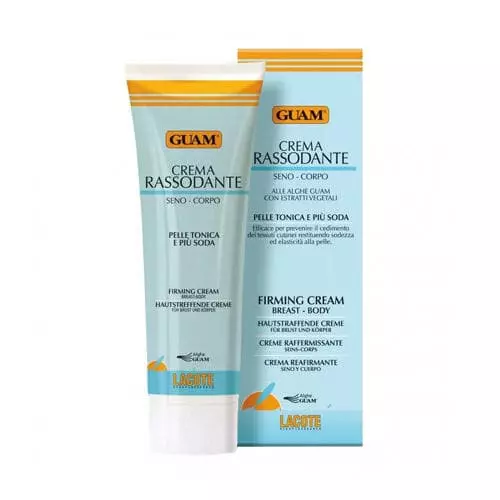 GUAM®
CREMA
RASSODANTE
SENO - CORPO
PELLE TONICA
E PIÙ SODA
FIRMING CREAM
BREAST-BODY
HAUTSTREFFENDE CREME
FÜR BRUST UND KÖRPER
Alghe
GUAM
LACOTE
GUAM®
CREMA
RASSODANTE
SENO - CORPO
ALLE ALGHE GUAM
CON ESTRATTI VEGETALI
PELLE TONICA E PIÙ SODA
Efficace per prevenire il cedimento
dei tessuti cutanei restituendo sodezza
ed elasticità alla pelle.
FIRMING CREAM
BREAST - BODY
HAUTSTRAFFENDE CREME
FÜR BRUST UND KÖRPER
CREME RAFFERMISSANTE
SEINS-CORPS
CREMA REAFIRMANTE
SENO Y CUERPO
Alghe
GUAM
LACOTE